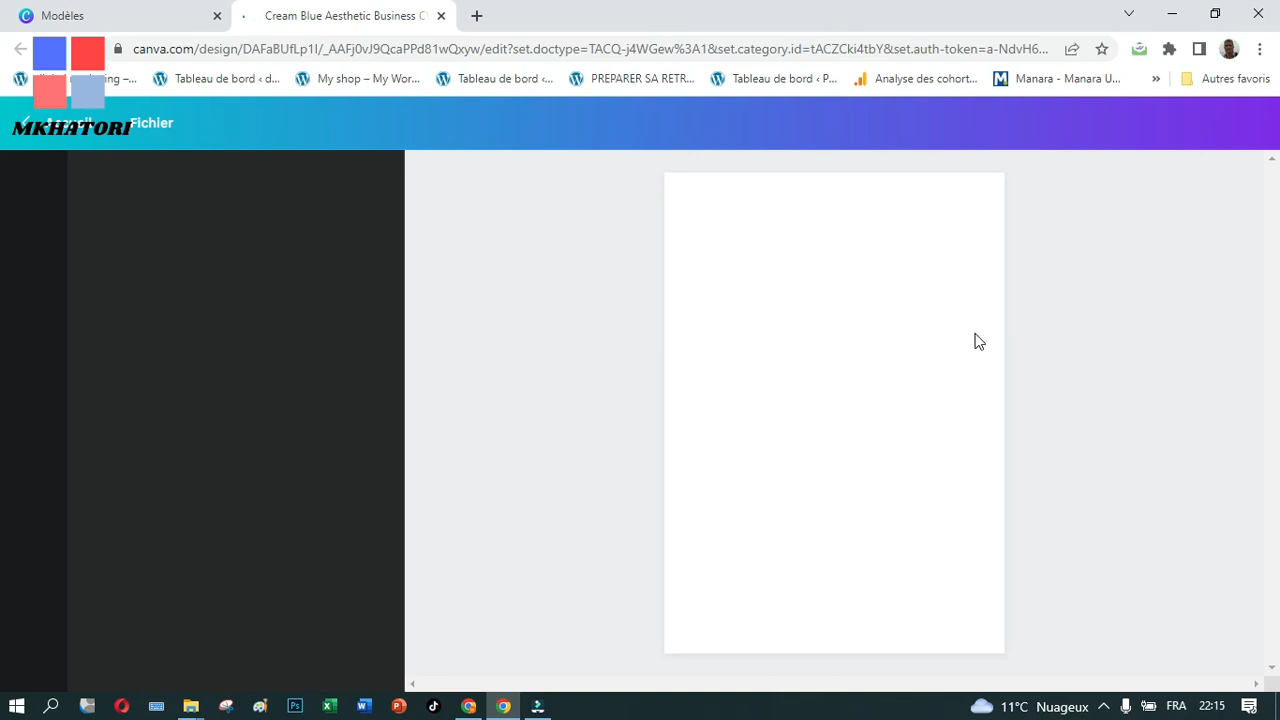 Modèles
Cream Blue Aesthetic Business C
canva.com/design/DAFaBUfLp1I/_AAFj0vJ9QcaPPd81wQxyw/edit?set.doctype=TACQ-j4WGew%3A1&set.category.id=tACZCki4tbY&set.auth-token=a-NdvH6...
Tableau de bord ‹ d...
My shop – My Wor...
Tableau de bord ‹...
PREPARER SA RETR...
Tableau de bord ‹ P...
Analyse des cohort...
Manara - Manara U...
»
Autres favoris
MKHATORI
Fichier
11°C Nuageux
FRA
22:15